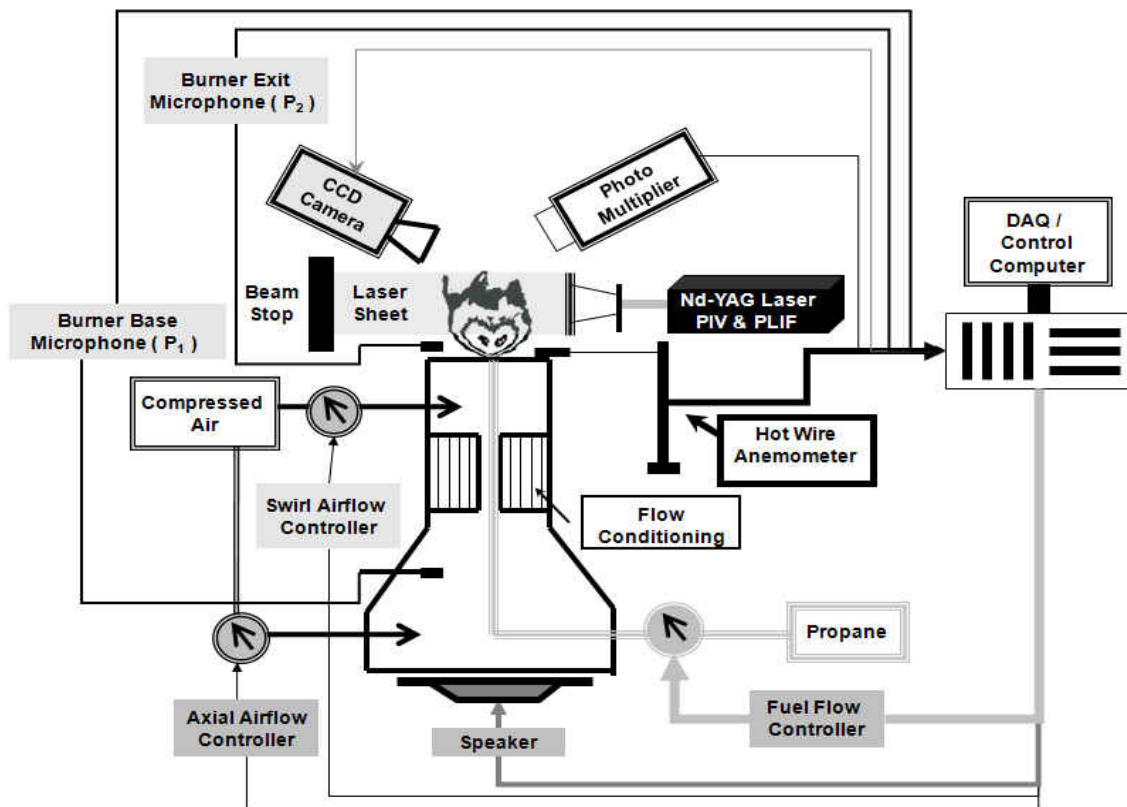 Burner Exit
Microphone ( P2 )
CCD
Camera
Photo
Multiplier
DAQ /
Control
Computer
Beam
Stop
Laser
Sheet
Nd-YAG Laser
PIV & PLIF
Burner Base
Microphone ( P1 )
Compressed
Air
Hot Wire
Anemometer
Swirl Airflow
Controller
Flow
Conditioning
Propane
Axial Airflow
Controller
Speaker
Fuel Flow
Controller